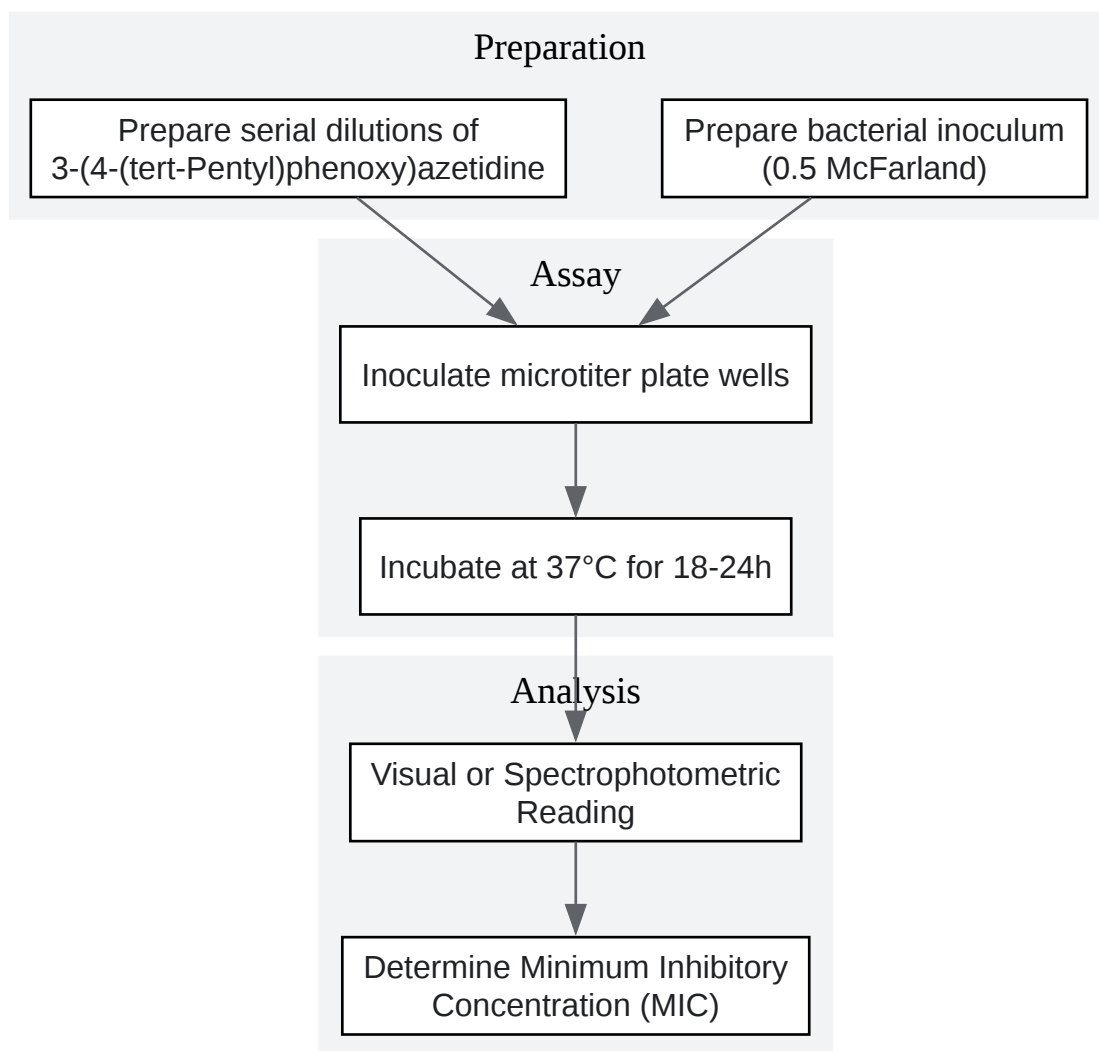 Preparation
Prepare serial dilutions of
3-(4-(tert-Pentyl)phenoxy)azetidine
Prepare bacterial inoculum
(0.5 McFarland)
Assay
Inoculate microtiter plate wells
Incubate at 37°C for 18-24h
Analysis
Visual or Spectrophotometric
Reading
Determine Minimum Inhibitory
Concentration (MIC)